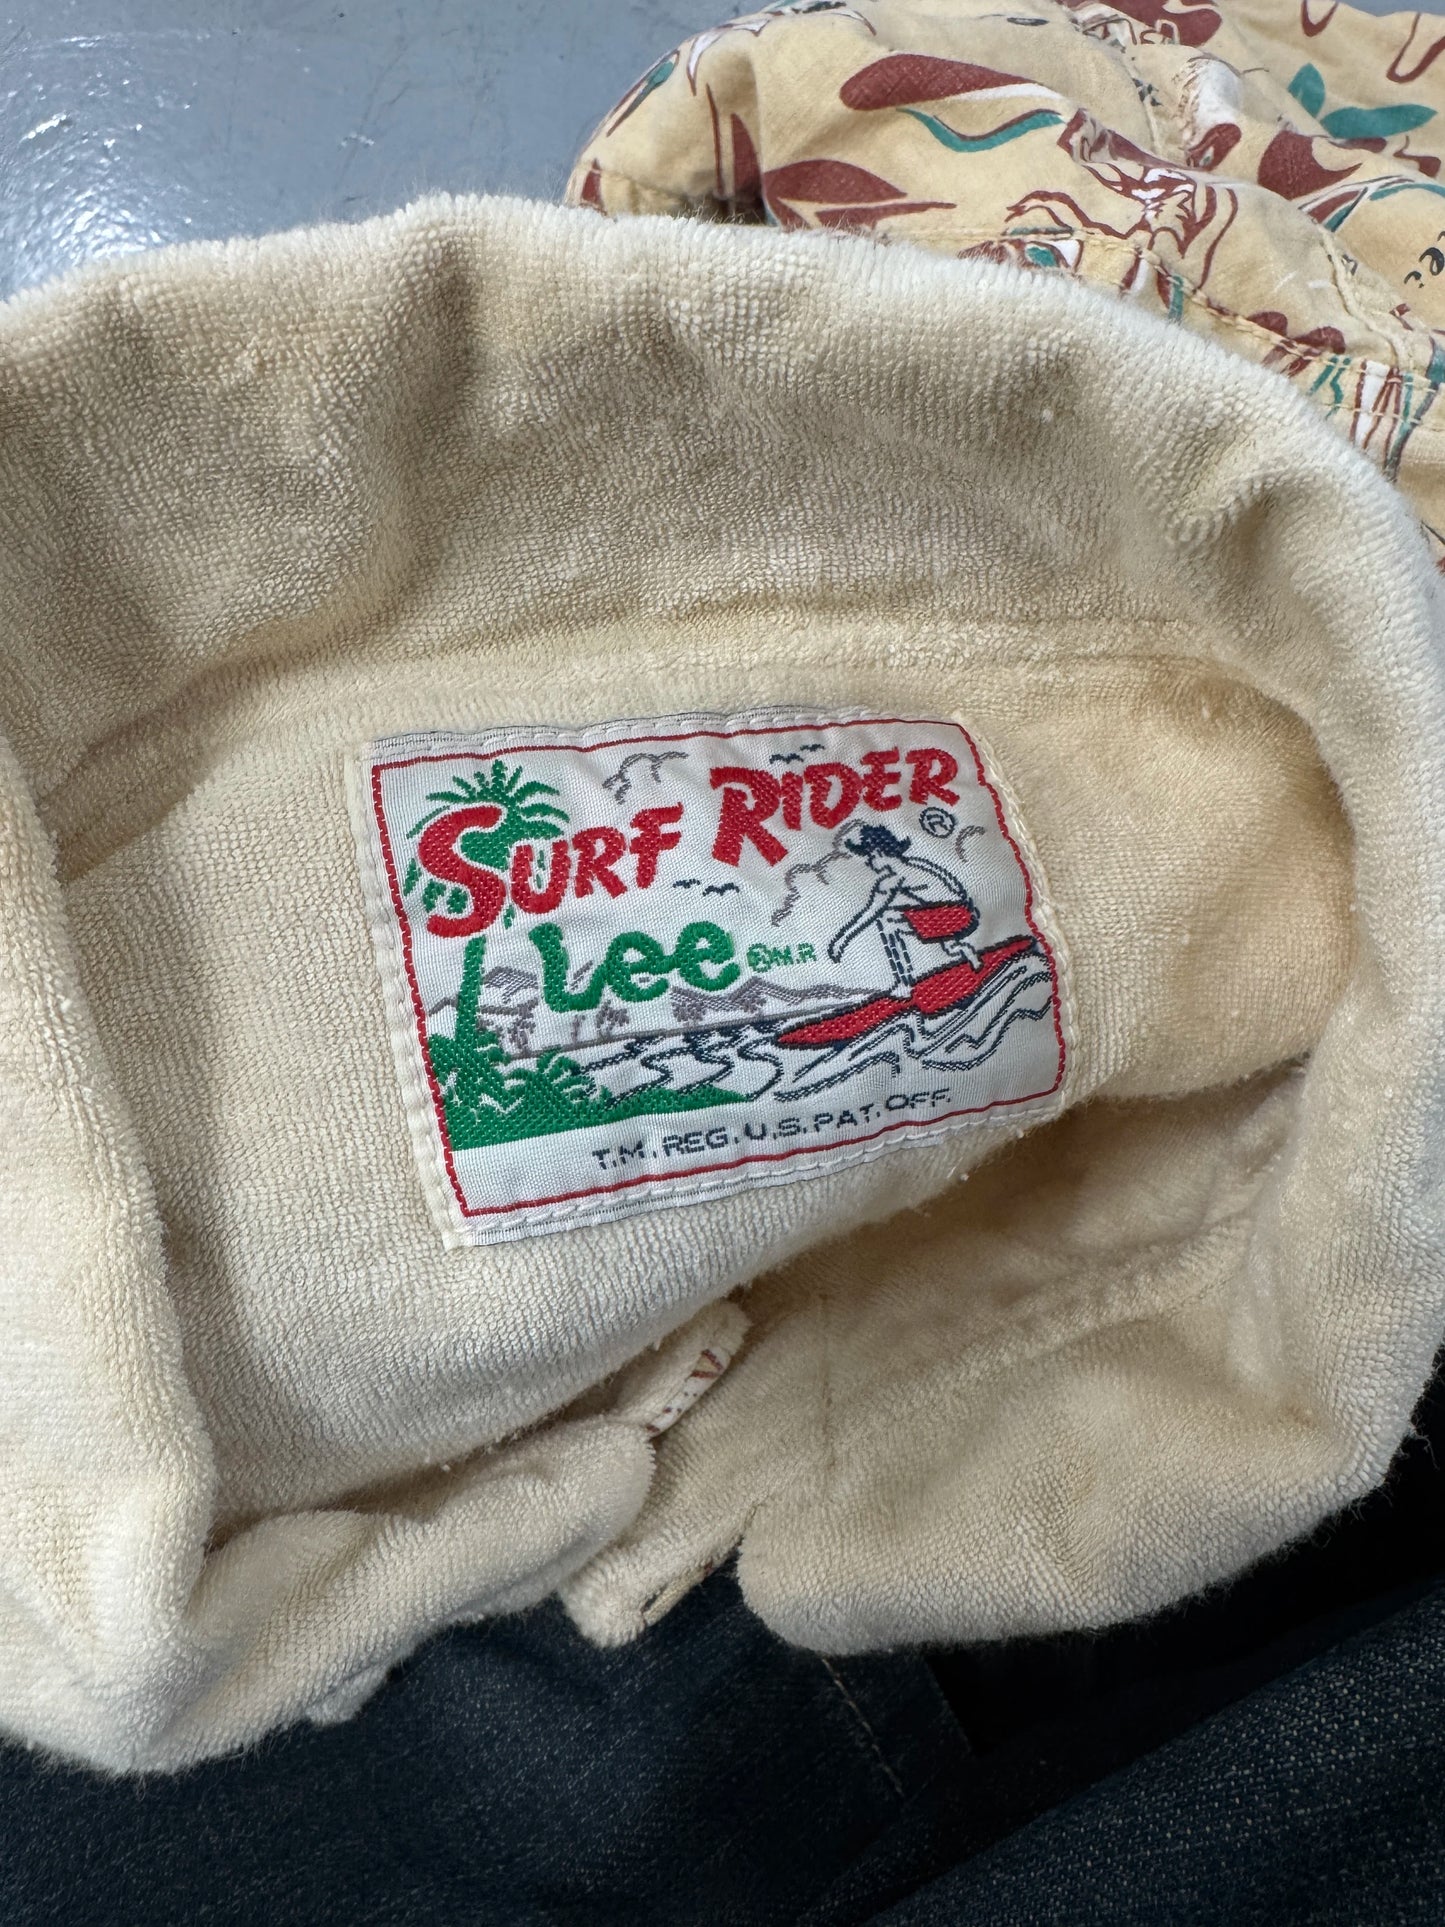 SURF RIDER ®
Lee ® M.R
T.M. REG. U.S. PAT. OFF.